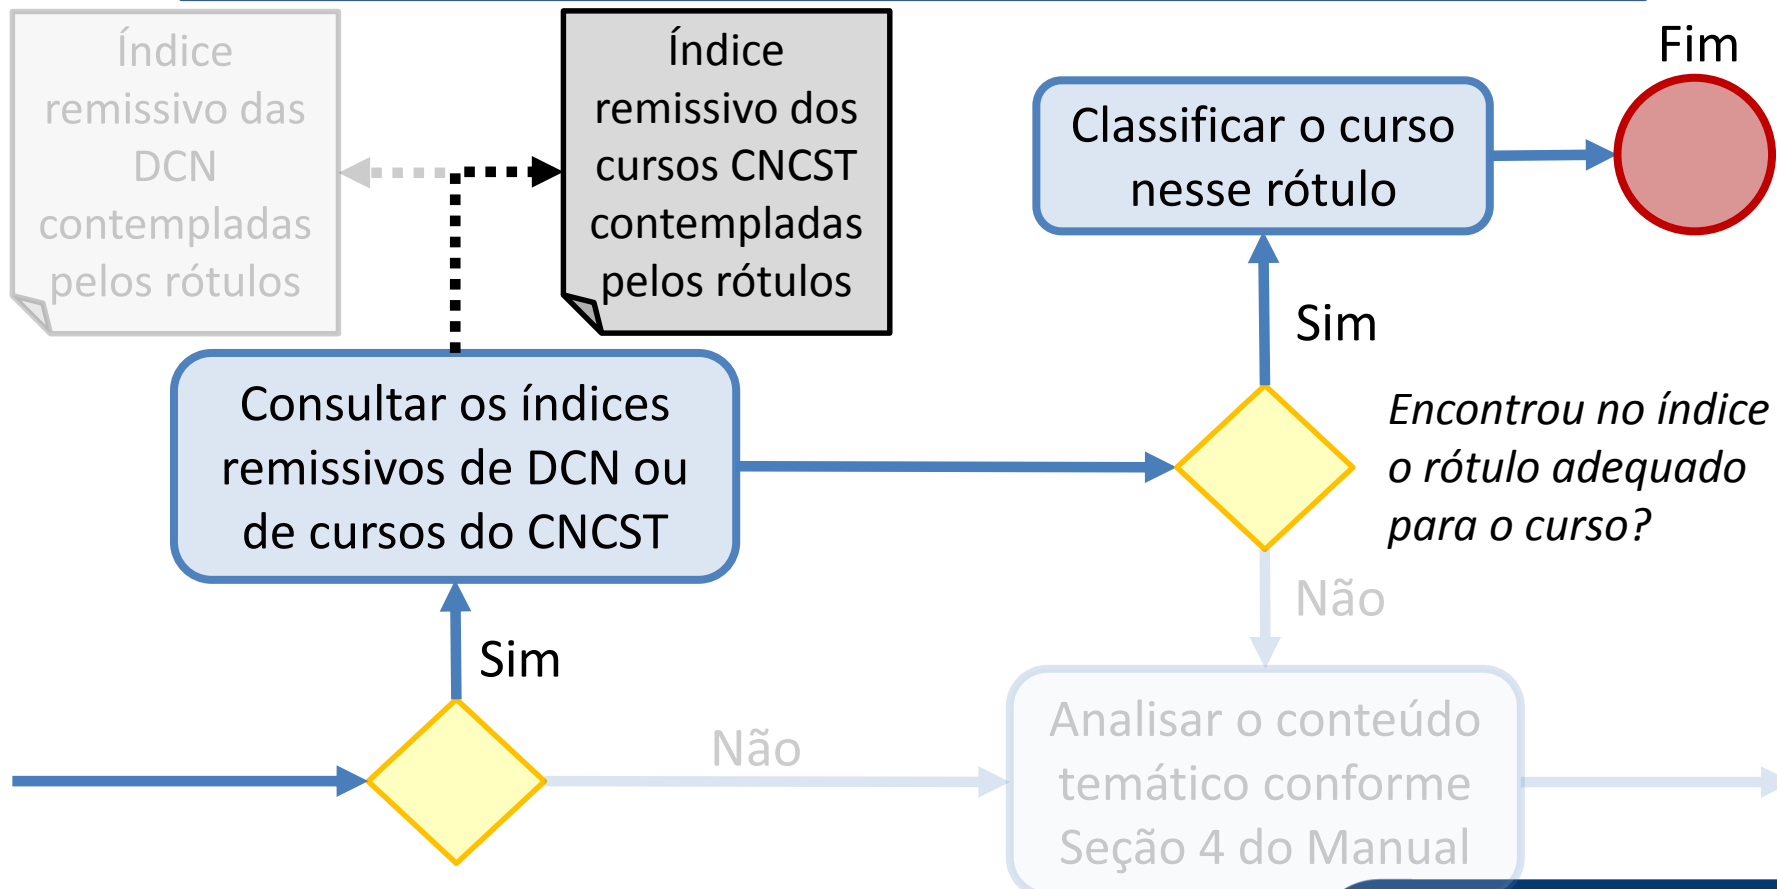 Índice
remissivo das
DCN
contempladas
pelos rótulos
Índice
remissivo dos
cursos CNCST
contempladas
pelos rótulos
Classificar o curso
nesse rótulo
Fim
Sim
Consultar os índices
remissivos de DCN ou
de cursos do CNCST
Encontrou no índice
o rótulo adequado
para o curso?
Não
Sim
Não
Analisar o conteúdo
temático conforme
Seção 4 do Manual